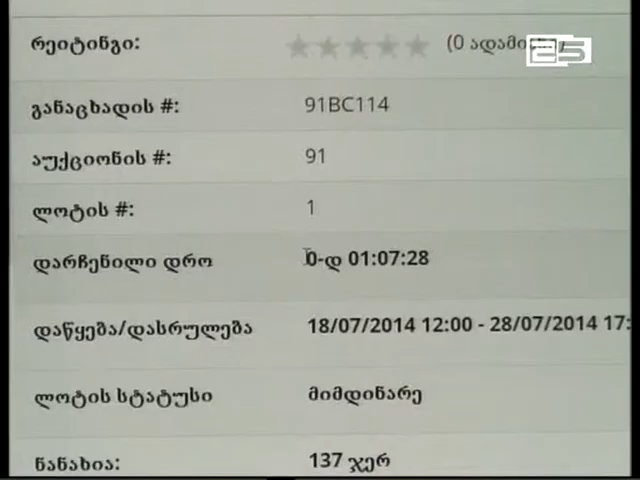 რეიტინგი: (0
25
განაცხადის #: 91BC114
აუქციონის #: 91
ლოტის #: 1
დარჩენილი დრო 0-დ 01:07:28
დაწყება/დასრულება 18/07/2014 12:00 - 28/07/2014 17:
ლოტის სტატუსი მიმდინარე
ნანახია: 137 ჯერ